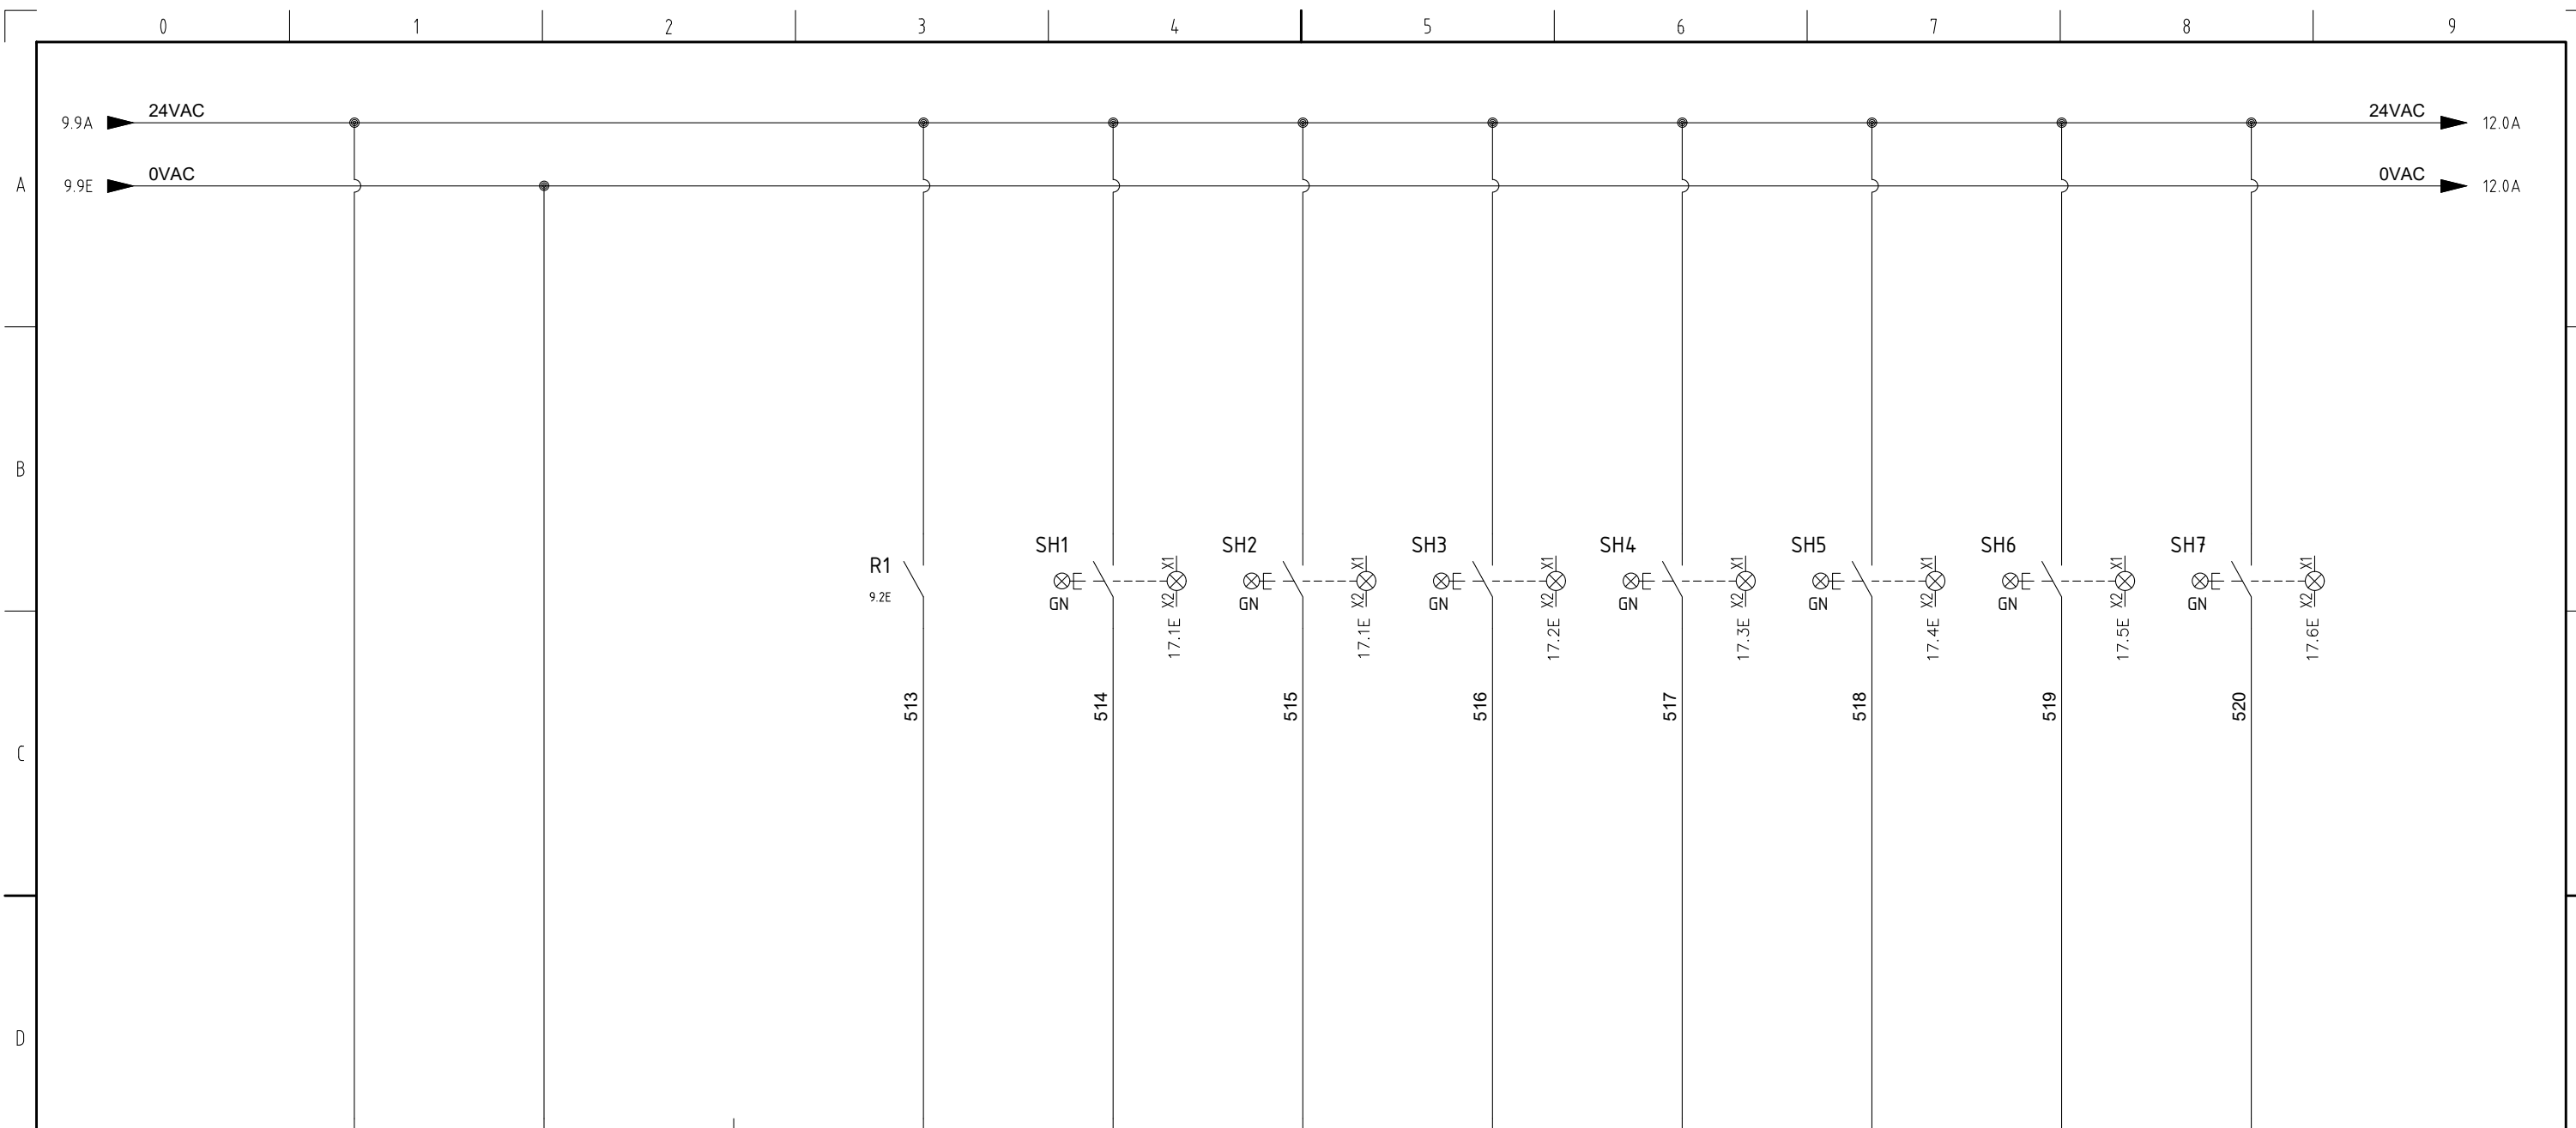 0 1 2 3 4 5 6 7 8 9
9.9A 24VAC 24VAC 12.0A
A 9.9E 0VAC 0VAC 12.0A
B
SH1 SH2 SH3 SH4 SH5 SH6 SH7
R1 X1 X1 X1 X1 X1 X1 X1
9.2E GN X2 GN X2 GN X2 GN X2 GN X2 GN X2 GN X2
17.1E 17.1E 17.2E 17.3E 17.4E 17.5E 17.6E
513 514 515 516 517 518 519 520
C
D